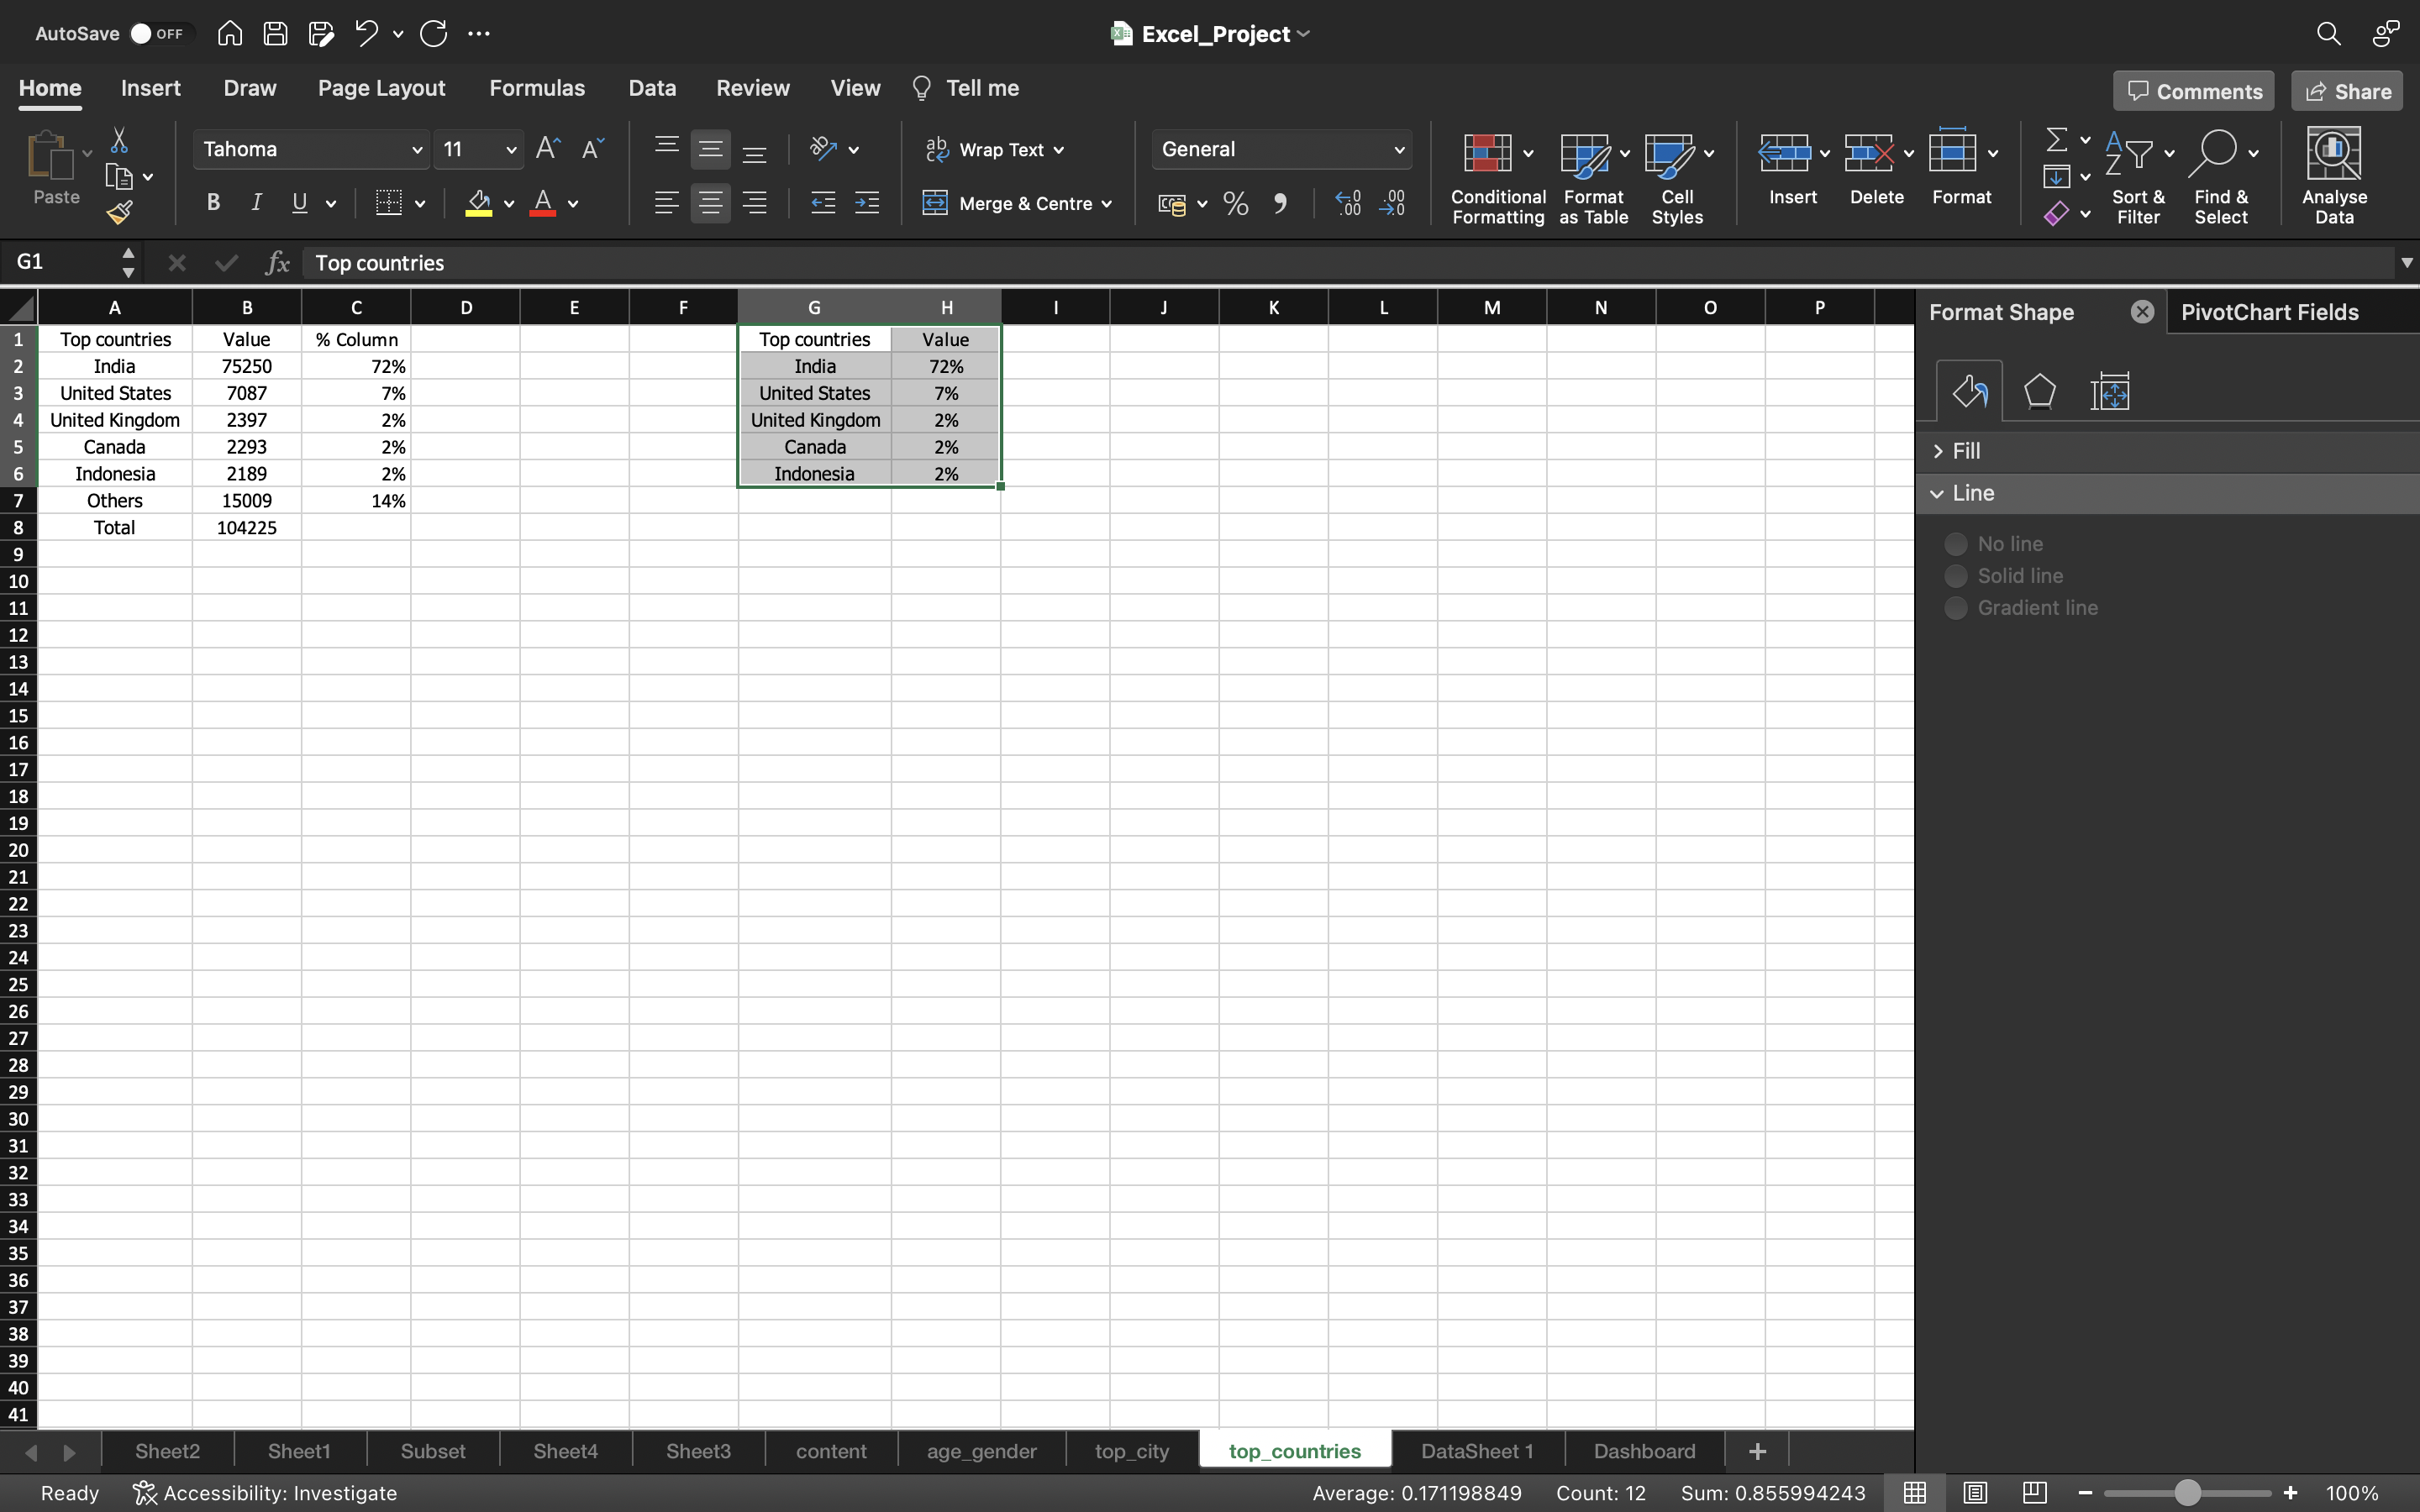 AutoSave OFF Excel_Project
Home Insert Draw Page Layout Formulas Data Review View Tell me Comments Share
Paste Tahoma 11 Wrap Text General Conditional Formatting Format as Table Cell Styles Insert Delete Format Sort & Filter Find & Select Analyse Data
B I U A Merge & Centre % 
G1 fx Top countries
A B C D E F G H I J K L M N O P
1 Top countries Value % Column Top countries Value
2 India 75250 72% India 72%
3 United States 7087 7% United States 7%
4 United Kingdom 2397 2% United Kingdom 2%
5 Canada 2293 2% Canada 2%
6 Indonesia 2189 2% Indonesia 2%
7 Others 15009 14%
8 Total 104225
9
10
11
12
13
14
15
16
17
18
19
20
21
22
23
24
25
26
27
28
29
30
31
32
33
34
35
36
37
38
39
40
41
Format Shape PivotChart Fields
Fill
Line
No line
Solid line
Gradient line
Sheet2 Sheet1 Subset Sheet4 Sheet3 content age_gender top_city top_countries DataSheet 1 Dashboard +
Ready Accessibility: Investigate Average: 0.171198849 Count: 12 Sum: 0.855994243 100%